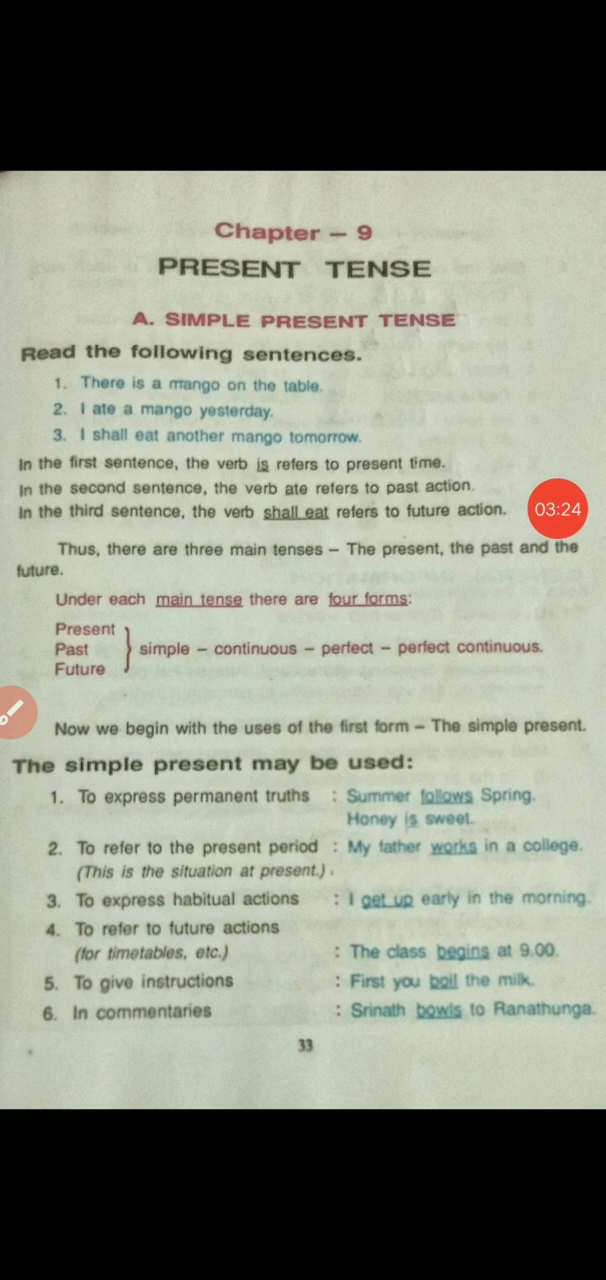 Chapter – 9
PRESENT TENSE
A. SIMPLE PRESENT TENSE
Read the following sentences.
1. There is a mango on the table.
2. I ate a mango yesterday.
3. I shall eat another mango tomorrow.
In the first sentence, the verb is refers to present time.
In the second sentence, the verb ate refers to past action.
In the third sentence, the verb shall eat refers to future action.
03:24
Thus, there are three main tenses – The present, the past and the
future.
Under each main tense there are four forms:
Present
Past } simple – continuous – perfect – perfect continuous.
Future
Now we begin with the uses of the first form – The simple present.
The simple present may be used:
1. To express permanent truths : Summer follows Spring.
Honey is sweet.
2. To refer to the present period : My father works in a college.
(This is the situation at present.)
3. To express habitual actions : I get up early in the morning.
4. To refer to future actions
(for timetables, etc.) : The class begins at 9.00.
5. To give instructions : First you boil the milk.
6. In commentaries : Srinath bowls to Ranathunga.
33